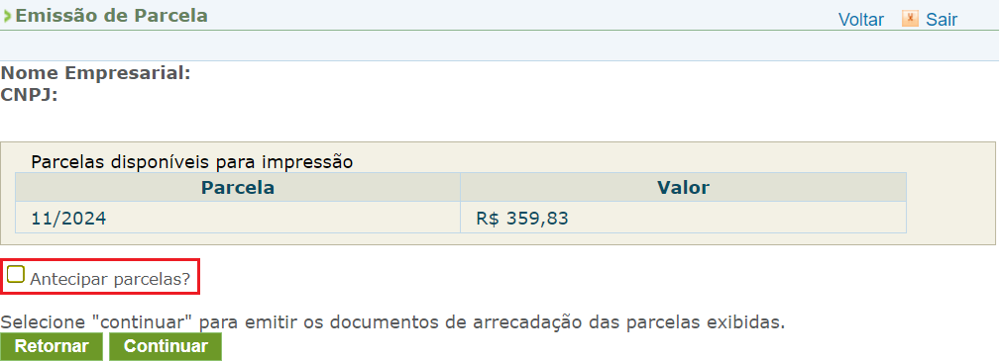 Emissão de Parcela
Voltar Sair
Nome Empresarial:
CNPJ:
Parcelas disponíveis para impressão
Parcela Valor
11/2024 R$ 359,83
Antecipar parcelas?
Selecione "continuar" para emitir os documentos de arrecadação das parcelas exibidas.
Retornar Continuar